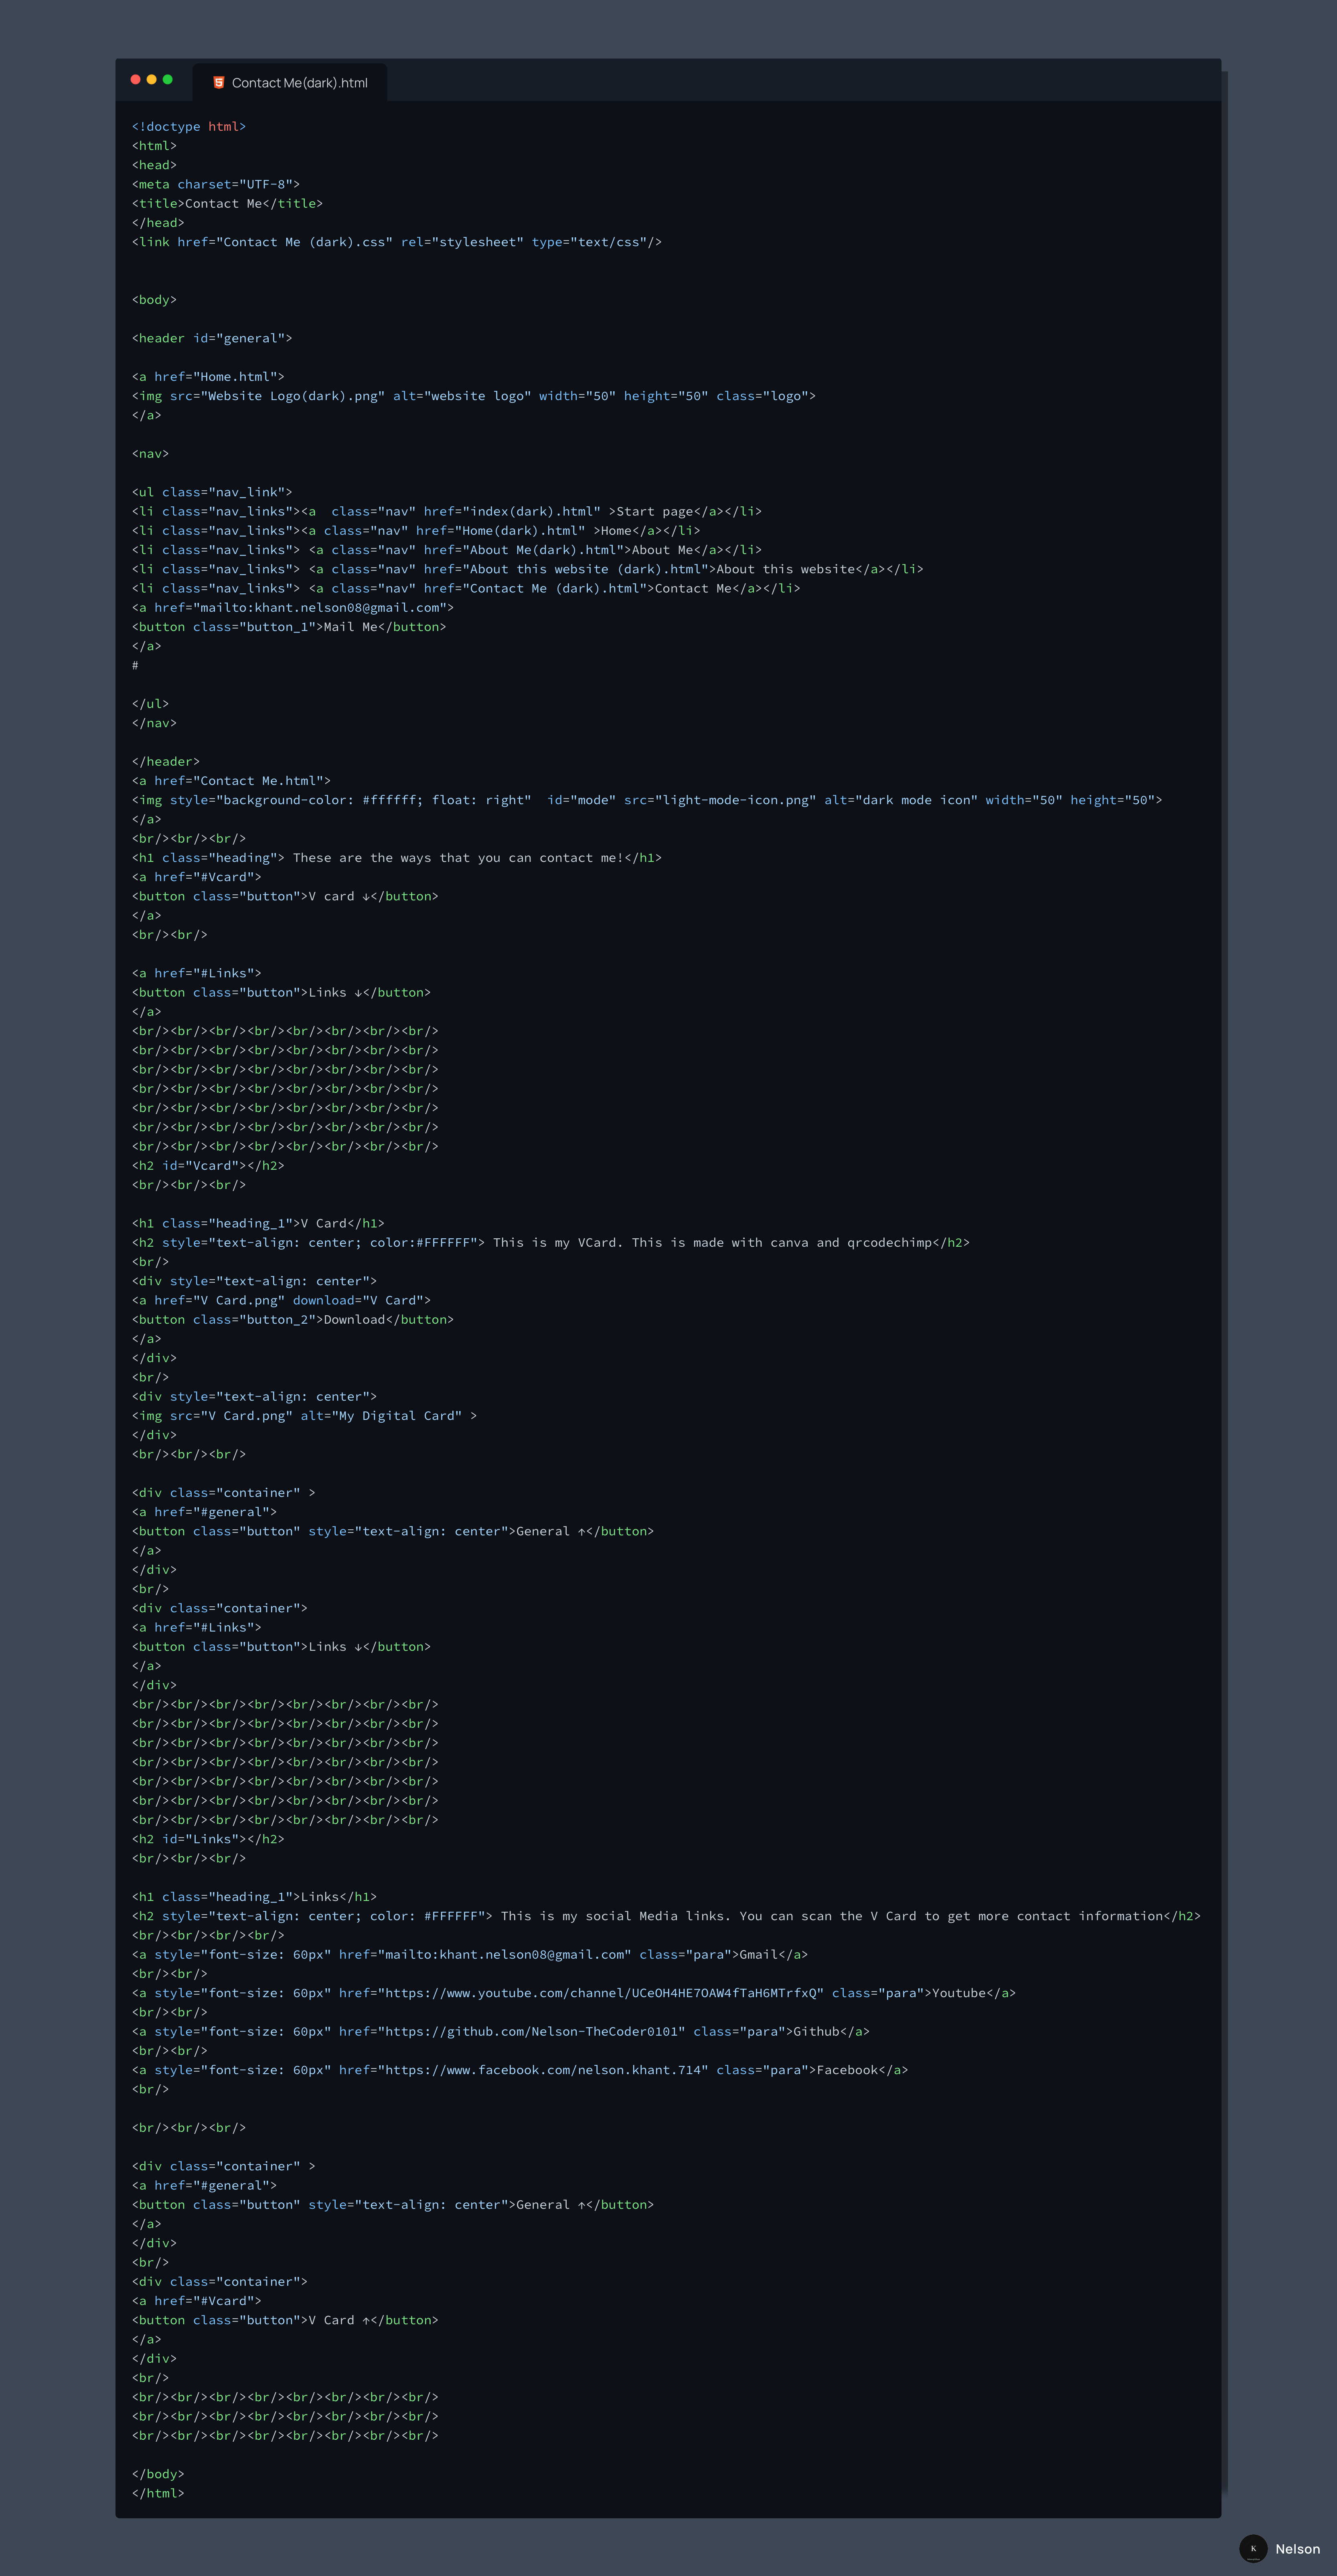 Contact Me(dark).html
<!doctype html>
<html>
<head>
<meta charset="UTF-8">
<title>Contact Me</title>
</head>
<link href="Contact Me (dark).css" rel="stylesheet" type="text/css"/>
<body>
<header id="general">
<a href="Home.html">
<img src="Website Logo(dark).png" alt="website logo" width="50" height="50" class="logo">
</a>
<nav>
<ul class="nav_link">
<li class="nav_links"><a  class="nav" href="index(dark).html" >Start page</a></li>
<li class="nav_links"><a class="nav" href="Home(dark).html" >Home</a></li>
<li class="nav_links"> <a class="nav" href="About Me(dark).html">About Me</a></li>
<li class="nav_links"> <a class="nav" href="About this website (dark).html">About this website</a></li>
<li class="nav_links"> <a class="nav" href="Contact Me (dark).html">Contact Me</a></li>
<a href="mailto:khant.nelson08@gmail.com">
<button class="button_1">Mail Me</button>
</a>
#
</ul>
</nav>
</header>
<a href="Contact Me.html">
<img style="background-color: #ffffff; float: right"  id="mode" src="light-mode-icon.png" alt="dark mode icon" width="50" height="50">
</a>
<br/><br/><br/>
<h1 class="heading"> These are the ways that you can contact me!</h1>
<a href="#Vcard">
<button class="button">V card ↓</button>
</a>
<br/><br/>
<a href="#Links">
<button class="button">Links ↓</button>
</a>
<br/><br/><br/><br/><br/><br/><br/><br/>
<br/><br/><br/><br/><br/><br/><br/><br/>
<br/><br/><br/><br/><br/><br/><br/><br/>
<br/><br/><br/><br/><br/><br/><br/><br/>
<br/><br/><br/><br/><br/><br/><br/><br/>
<br/><br/><br/><br/><br/><br/><br/><br/>
<br/><br/><br/><br/><br/><br/><br/><br/>
<h2 id="Vcard"></h2>
<br/><br/><br/>
<h1 class="heading_1">V Card</h1>
<h2 style="text-align: center; color:#FFFFFF"> This is my VCard. This is made with canva and qrcodechimp</h2>
<br/>
<div style="text-align: center">
<a href="V Card.png" download="V Card">
<button class="button_2">Download</button>
</a>
</div>
<br/>
<div style="text-align: center">
<img src="V Card.png" alt="My Digital Card" >
</div>
<br/><br/><br/>
<div class="container" >
<a href="#general">
<button class="button" style="text-align: center">General ↑</button>
</a>
</div>
<br/>
<div class="container">
<a href="#Links">
<button class="button">Links ↓</button>
</a>
</div>
<br/><br/><br/><br/><br/><br/><br/><br/>
<br/><br/><br/><br/><br/><br/><br/><br/>
<br/><br/><br/><br/><br/><br/><br/><br/>
<br/><br/><br/><br/><br/><br/><br/><br/>
<br/><br/><br/><br/><br/><br/><br/><br/>
<br/><br/><br/><br/><br/><br/><br/><br/>
<br/><br/><br/><br/><br/><br/><br/><br/>
<h2 id="Links"></h2>
<br/><br/><br/>
<h1 class="heading_1">Links</h1>
<h2 style="text-align: center; color: #FFFFFF"> This is my social Media links. You can scan the V Card to get more contact information</h2>
<br/><br/><br/><br/>
<a style="font-size: 60px" href="mailto:khant.nelson08@gmail.com" class="para">Gmail</a>
<br/><br/>
<a style="font-size: 60px" href="https://www.youtube.com/channel/UCeOH4HE7OAW4fTaH6MTrfxQ" class="para">Youtube</a>
<br/><br/>
<a style="font-size: 60px" href="https://github.com/Nelson-TheCoder0101" class="para">Github</a>
<br/><br/>
<a style="font-size: 60px" href="https://www.facebook.com/nelson.khant.714" class="para">Facebook</a>
<br/>
<br/><br/><br/>
<div class="container" >
<a href="#general">
<button class="button" style="text-align: center">General ↑</button>
</a>
</div>
<br/>
<div class="container">
<a href="#Vcard">
<button class="button">V Card ↑</button>
</a>
</div>
<br/>
<br/><br/><br/><br/><br/><br/><br/><br/>
<br/><br/><br/><br/><br/><br/><br/><br/>
<br/><br/><br/><br/><br/><br/><br/><br/>
</body>
</html>
K
Nelson